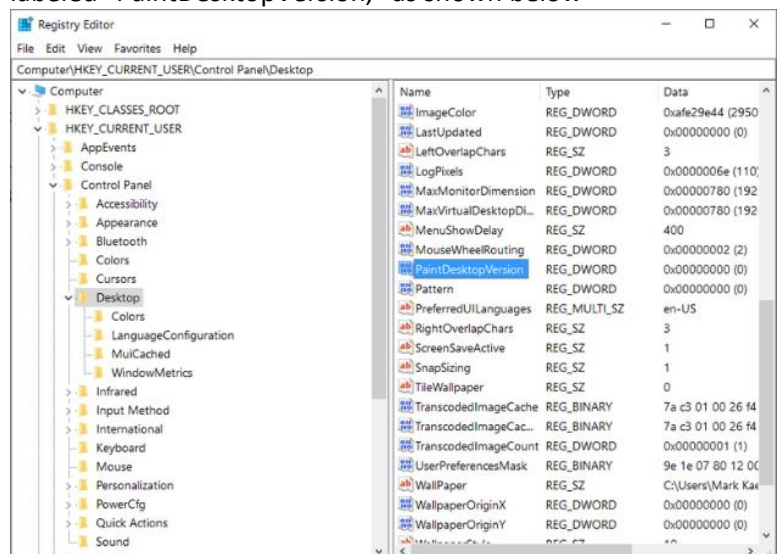 labeled "PaintDesktopVersion," as shown below
Registry Editor
File Edit View Favorites Help
Computer\HKEY_CURRENT_USER\Control Panel\Desktop
Computer
HKEY_CLASSES_ROOT
HKEY_CURRENT_USER
AppEvents
Console
Control Panel
Accessibility
Appearance
Bluetooth
Colors
Cursors
Desktop
Colors
LanguageConfiguration
MuiCached
WindowMetrics
Infrared
Input Method
International
Keyboard
Mouse
Personalization
PowerCfg
Quick Actions
Sound
Name Type Data
ImageColor REG_DWORD 0xafe29e44 (2950
LastUpdated REG_DWORD 0x00000000 (0)
LeftOverlapChars REG_SZ 3
LogPixels REG_DWORD 0x0000006e (110)
MaxMonitorDimension REG_DWORD 0x00000780 (192
MaxVirtualDesktopDi... REG_DWORD 0x00000780 (192
MenuShowDelay REG_SZ 400
MouseWheelRouting REG_DWORD 0x00000002 (2)
PaintDesktopVersion REG_DWORD 0x00000000 (0)
Pattern REG_DWORD 0x00000000 (0)
PreferredUILanguages REG_MULTI_SZ en-US
RightOverlapChars REG_SZ 3
ScreenSaveActive REG_SZ 1
SnapSizing REG_SZ 1
TileWallpaper REG_SZ 0
TranscodedImageCache REG_BINARY 7a c3 01 00 26 f4
TranscodedImageCac... REG_BINARY 7a c3 01 00 26 f4
TranscodedImageCount REG_DWORD 0x00000001 (1)
UserPreferencesMask REG_BINARY 9e 1e 07 80 12 00
WallPaper REG_SZ C:\Users\Mark Kae
WallpaperOriginX REG_DWORD 0x00000000 (0)
WallpaperOriginY REG_DWORD 0x00000000 (0)